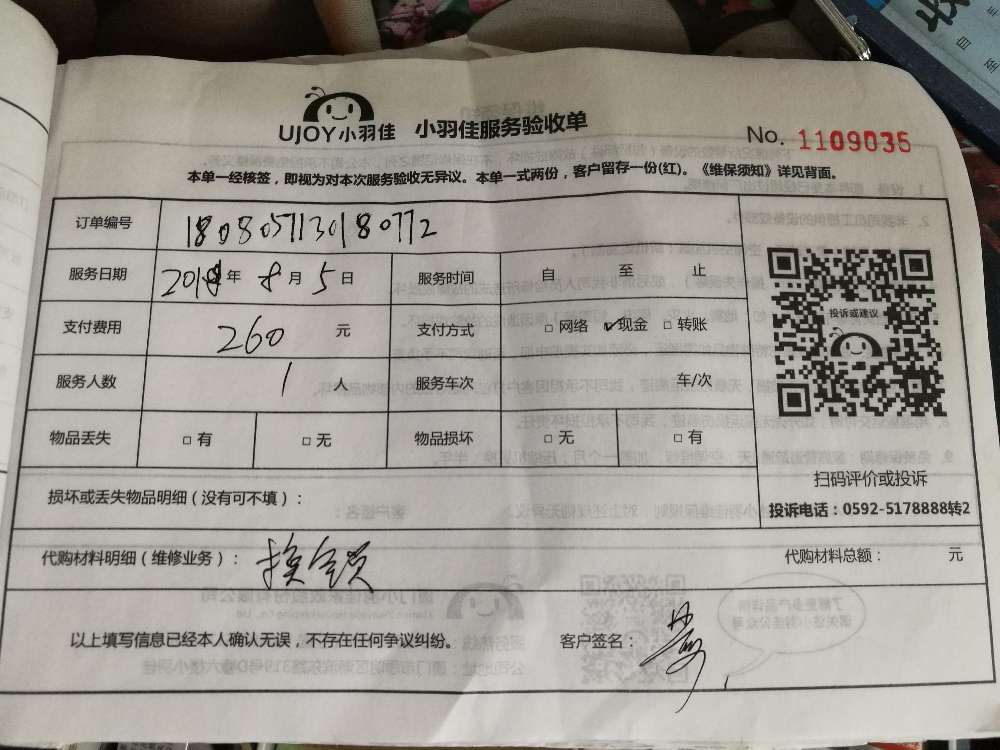 UJOY小羽佳 小羽佳服务验收单
No. 1109035
本单一经核签，即视为对本次服务验收无异议。本单一式两份，客户留存一份(红)。《维保须知》详见背面。
订单编号 1808057130180772
服务日期 2018年 8月 5日 服务时间 自 至 止
支付费用 260 元 支付方式 □网络 ✓现金 □转账
投诉或建议
服务人数 1 人 服务车次 车/次
物品丢失 □有 □无 物品损坏 □无 □有
扫码评价或投诉
损坏或丢失物品明细（没有可不填）：
投诉电话：0592-5178888转2
代购材料明细（维修业务）： 换
代购材料总额： 元
以上填写信息已经本人确认无误，不存在任何争议纠纷。 客户签名：